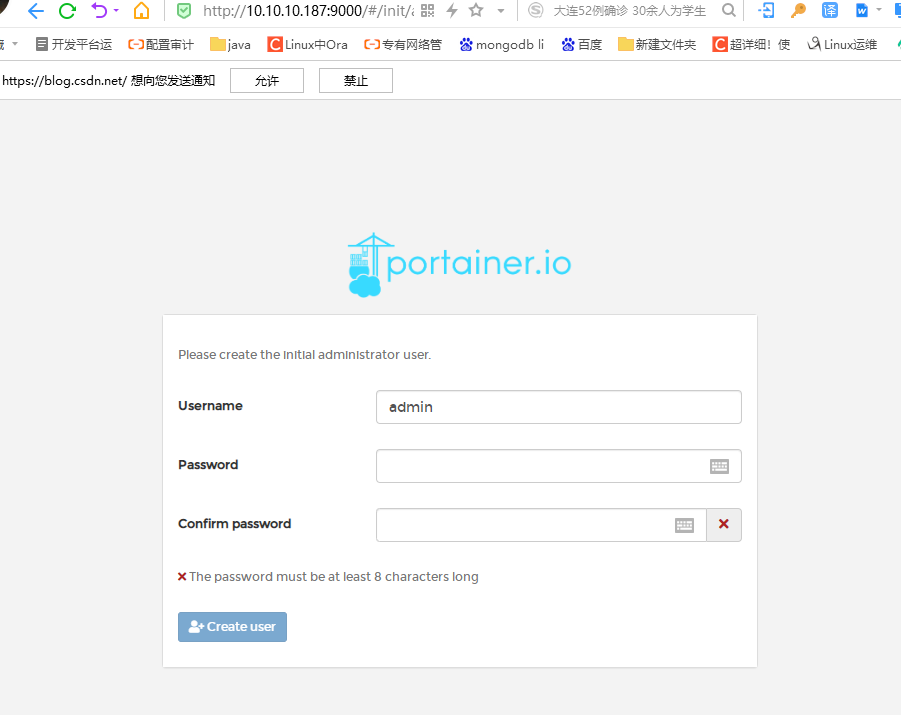 http://10.10.10.187:9000/#/init/a
大连52例确诊 30余人为学生
开发平台运
配置审计
java
Linux中Ora
专有网络管
mongodb li
百度
新建文件夹
超详细！使
Linux运维
https://blog.csdn.net/ 想向您发送通知
允许
禁止
portainer.io
Please create the initial administrator user.
Username
admin
Password
Confirm password
The password must be at least 8 characters long
Create user